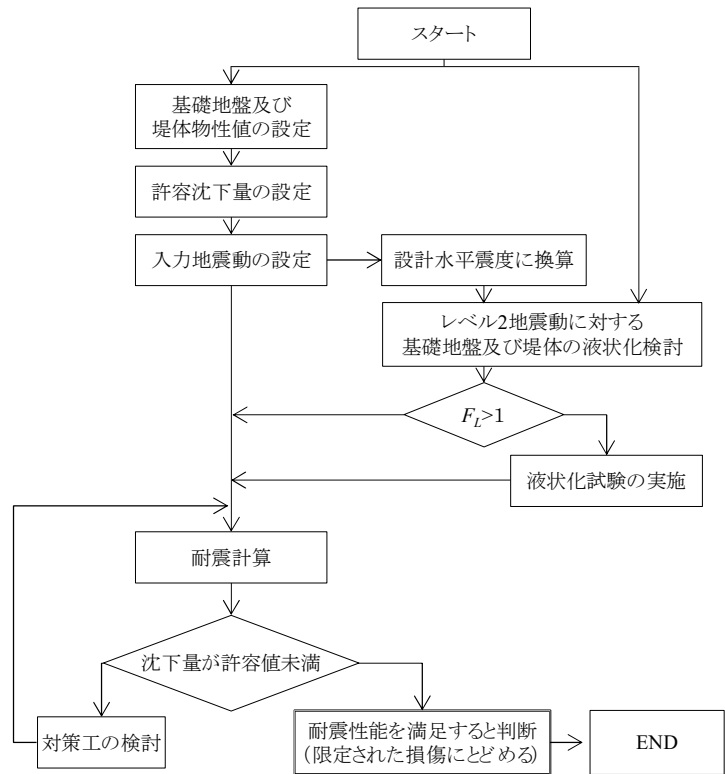 スタート
基礎地盤及び
堤体物性値の設定
許容沈下量の設定
入力地震動の設定
設計水平震度に換算
レベル2地震動に対する
基礎地盤及び堤体の液状化検討
F_L>1
液状化試験の実施
耐震計算
沈下量が許容値未満
対策工の検討
耐震性能を満足すると判断
（限定された損傷にとどめる）
END